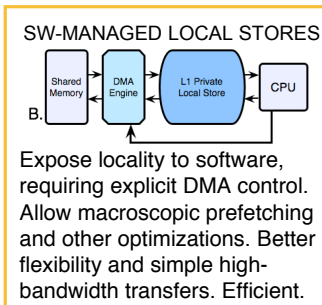 SW-MANAGED LOCAL STORES
Shared
Memory
DMA
Engine
L1 Private
Local Store
CPU
B.
Expose locality to software,
requiring explicit DMA control.
Allow macroscopic prefetching
and other optimizations. Better
flexibility and simple high-
bandwidth transfers. Efficient.